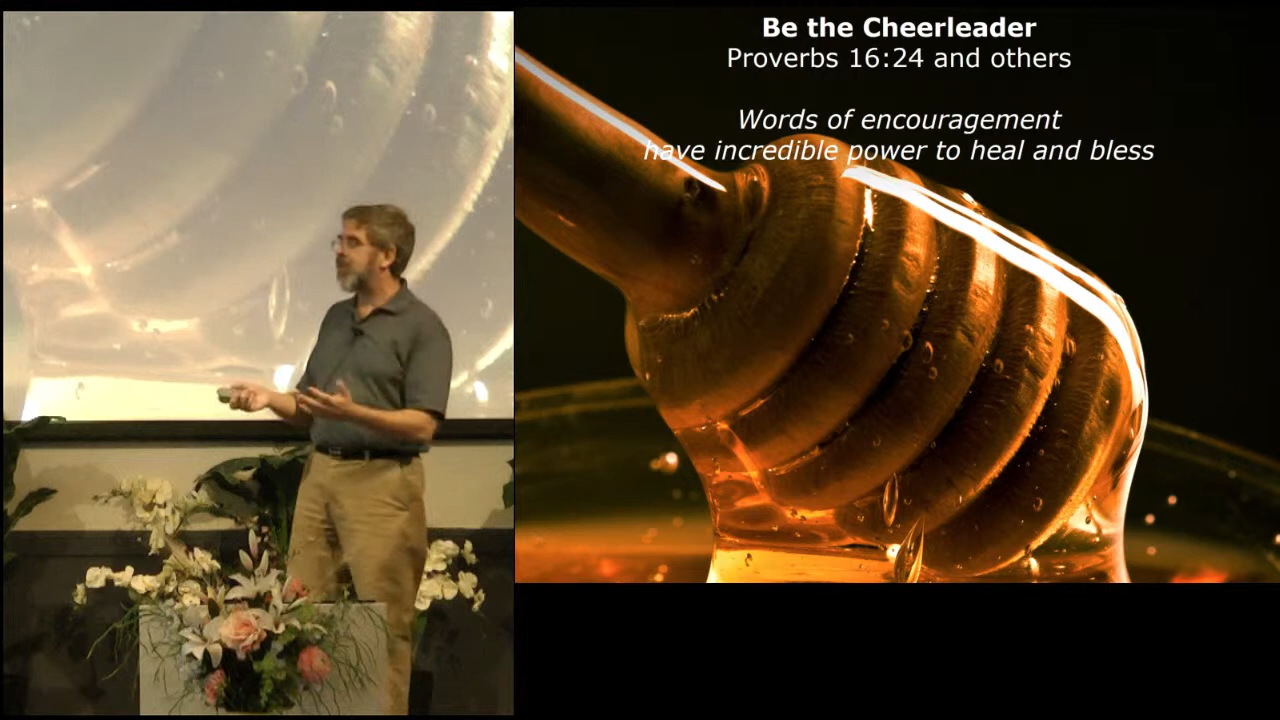 Be the Cheerleader
Proverbs 16:24 and others
Words of encouragement
have incredible power to heal and bless